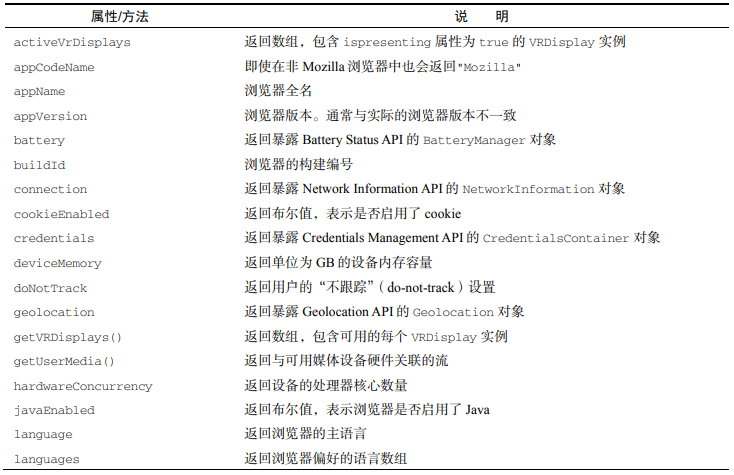 属性/方法 说 明
activeVrDisplays 返回数组，包含 ispresenting 属性为 true 的 VRDisplay 实例
appCodeName 即使在非 Mozilla 浏览器中也会返回"Mozilla"
appName 浏览器全名
appVersion 浏览器版本。通常与实际的浏览器版本不一致
battery 返回暴露 Battery Status API 的 BatteryManager 对象
buildId 浏览器的构建编号
connection 返回暴露 Network Information API 的 NetworkInformation 对象
cookieEnabled 返回布尔值，表示是否启用了 cookie
credentials 返回暴露 Credentials Management API 的 CredentialsContainer 对象
deviceMemory 返回单位为 GB 的设备内存容量
doNotTrack 返回用户的“不跟踪”（do-not-track）设置
geolocation 返回暴露 Geolocation API 的 Geolocation 对象
getVRDisplays() 返回数组，包含可用的每个 VRDisplay 实例
getUserMedia() 返回与可用媒体设备硬件关联的流
hardwareConcurrency 返回设备的处理器核心数量
javaEnabled 返回布尔值，表示浏览器是否启用了 Java
language 返回浏览器的主语言
languages 返回浏览器偏好的语言数组